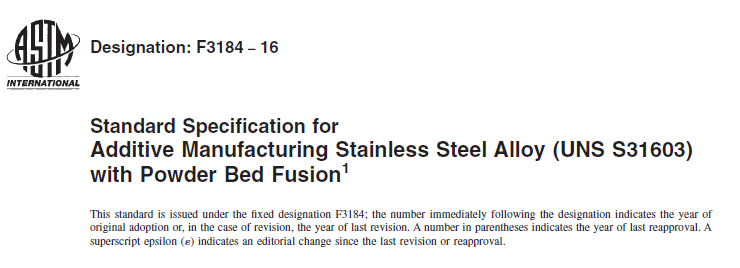 ASTM
INTERNATIONAL
Designation: F3184 – 16
Standard Specification for
Additive Manufacturing Stainless Steel Alloy (UNS S31603)
with Powder Bed Fusion1
This standard is issued under the fixed designation F3184; the number immediately following the designation indicates the year of
original adoption or, in the case of revision, the year of last revision. A number in parentheses indicates the year of last reapproval. A
superscript epsilon (ε) indicates an editorial change since the last revision or reapproval.